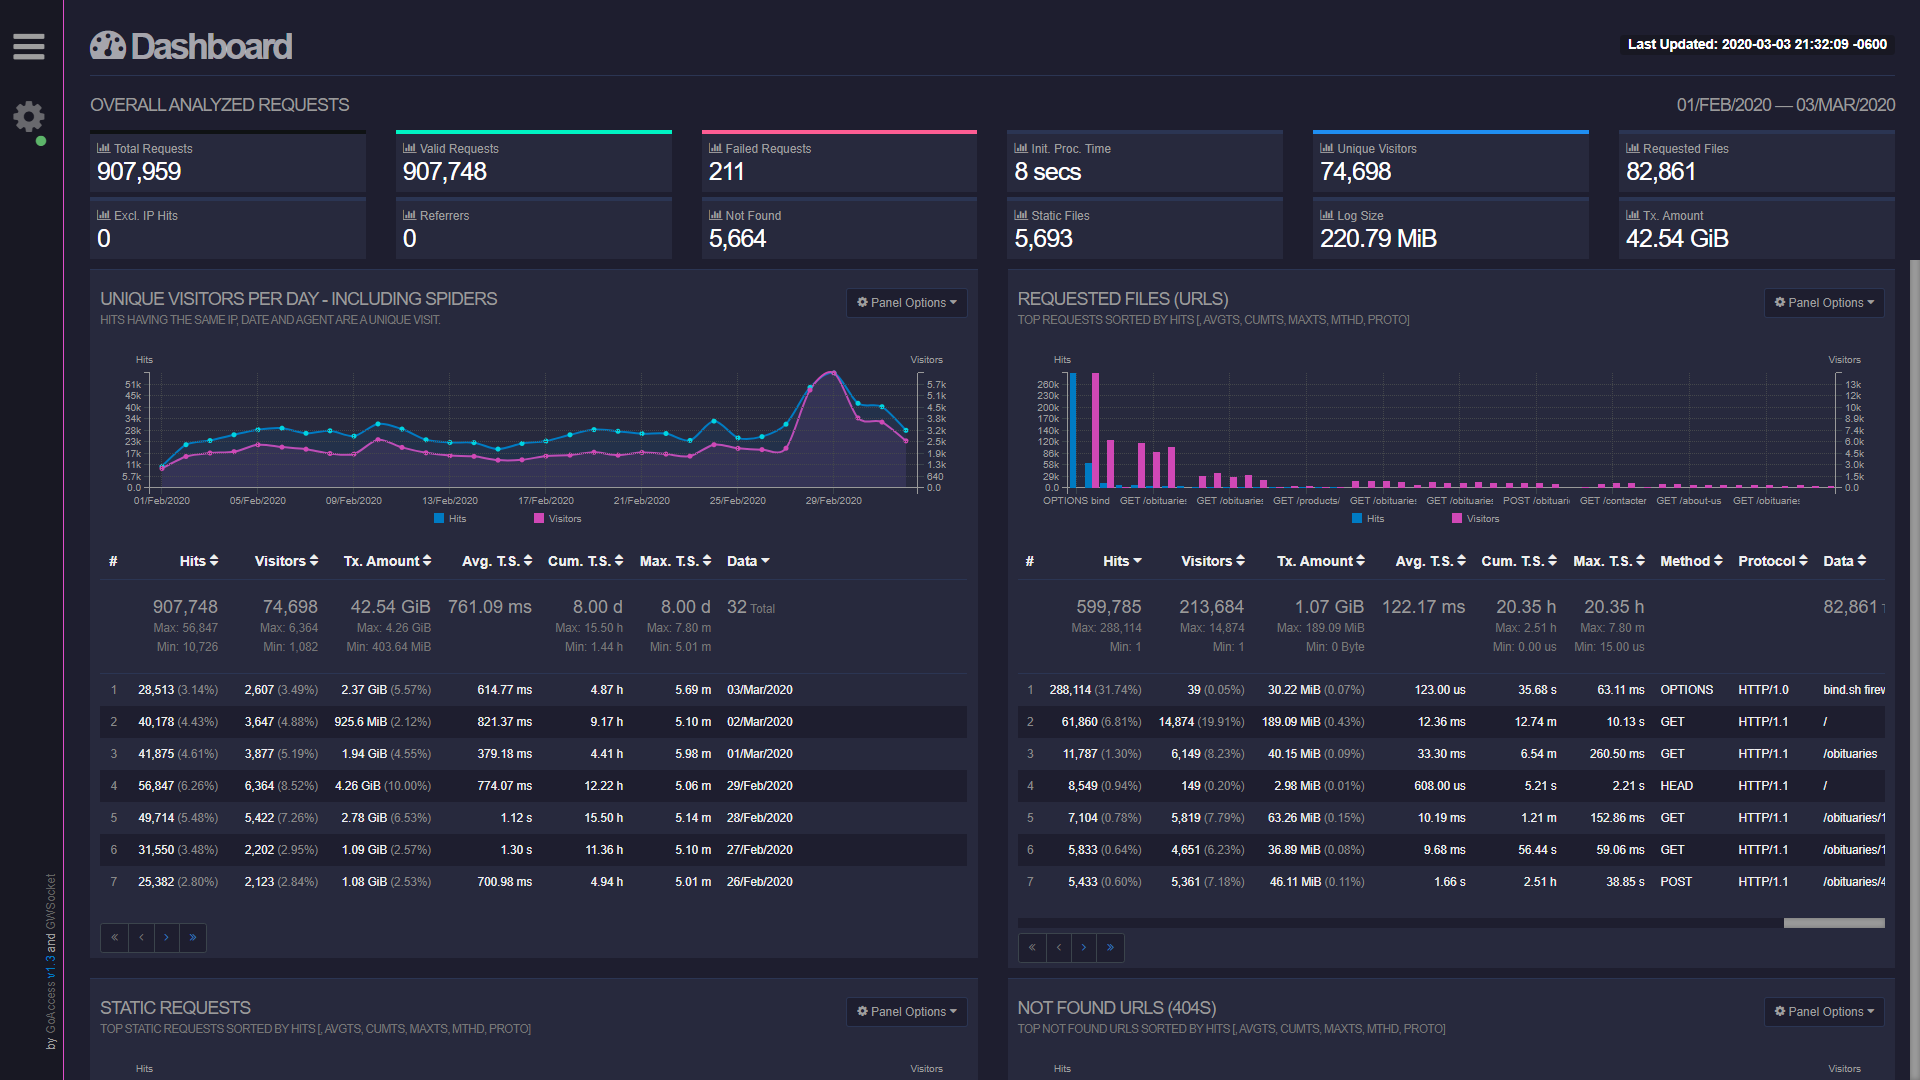 Dashboard
Last Updated: 2020-03-03 21:32:09 -0600
OVERALL ANALYZED REQUESTS
01/FEB/2020 — 03/MAR/2020
Total Requests
907,959
Valid Requests
907,748
Failed Requests
211
Init. Proc. Time
8 secs
Unique Visitors
74,698
Requested Files
82,861
Excl. IP Hits
0
Referrers
0
Not Found
5,664
Static Files
5,693
Log Size
220.79 MiB
Tx. Amount
42.54 GiB
UNIQUE VISITORS PER DAY - INCLUDING SPIDERS
Panel Options
HITS HAVING THE SAME IP, DATE AND AGENT ARE A UNIQUE VISIT.
Hits
Visitors
51k
45k
40k
34k
28k
23k
17k
11k
5.7k
0.0
5.7k
5.1k
4.5k
3.8k
3.2k
2.5k
1.9k
1.3k
640
0.0
01/Feb/2020 05/Feb/2020 09/Feb/2020 13/Feb/2020 17/Feb/2020 21/Feb/2020 25/Feb/2020 29/Feb/2020
Hits Visitors
# Hits Visitors Tx. Amount Avg. T.S. Cum. T.S. Max. T.S. Data
907,748 74,698 42.54 GiB 761.09 ms 8.00 d 8.00 d 32 Total
Max: 56,847 Max: 6,364 Max: 4.26 GiB Max: 15.50 h Max: 7.80 m
Min: 10,726 Min: 1,082 Min: 403.64 MiB Min: 1.44 h Min: 5.01 m
1 28,513 (3.14%) 2,607 (3.49%) 2.37 GiB (5.57%) 614.77 ms 4.87 h 5.69 m 03/Mar/2020
2 40,178 (4.43%) 3,647 (4.88%) 925.6 MiB (2.12%) 821.37 ms 9.17 h 5.10 m 02/Mar/2020
3 41,875 (4.61%) 3,877 (5.19%) 1.94 GiB (4.55%) 379.18 ms 4.41 h 5.98 m 01/Mar/2020
4 56,847 (6.26%) 6,364 (8.52%) 4.26 GiB (10.00%) 774.07 ms 12.22 h 5.06 m 29/Feb/2020
5 49,714 (5.48%) 5,422 (7.26%) 2.78 GiB (6.53%) 1.12 s 15.50 h 5.14 m 28/Feb/2020
6 31,550 (3.48%) 2,202 (2.95%) 1.09 GiB (2.57%) 1.30 s 11.36 h 5.10 m 27/Feb/2020
7 25,382 (2.80%) 2,123 (2.84%) 1.08 GiB (2.53%) 700.98 ms 4.94 h 5.01 m 26/Feb/2020
« ‹ › »
REQUESTED FILES (URLS)
Panel Options
TOP REQUESTS SORTED BY HITS [, AVGTS, CUMTS, MAXTS, MTHD, PROTO]
Hits
Visitors
260k
230k
200k
170k
140k
120k
86k
58k
29k
0.0
13k
12k
10k
8.9k
7.4k
6.0k
4.5k
3.0k
1.5k
0.0
OPTIONS bind GET /obituaries GET /obituaries GET /products/ GET /obituaries GET /obituaries POST /obituari GET /contacter GET /about-us GET /obituaries
Hits Visitors
# Hits Visitors Tx. Amount Avg. T.S. Cum. T.S. Max. T.S. Method Protocol Data
599,785 213,684 1.07 GiB 122.17 ms 20.35 h 20.35 h 82,861
Max: 288,114 Max: 14,874 Max: 189.09 MiB Max: 2.51 h Max: 7.80 m
Min: 1 Min: 1 Min: 0 Byte Min: 0.00 us Min: 15.00 us
1 288,114 (31.74%) 39 (0.05%) 30.22 MiB (0.07%) 123.00 us 35.68 s 63.11 ms OPTIONS HTTP/1.0 bind.sh firew
2 61,860 (6.81%) 14,874 (19.91%) 189.09 MiB (0.43%) 12.36 ms 12.74 m 10.13 s GET HTTP/1.1 /
3 11,787 (1.30%) 6,149 (8.23%) 40.15 MiB (0.09%) 33.30 ms 6.54 m 260.50 ms GET HTTP/1.1 /obituaries
4 8,549 (0.94%) 149 (0.20%) 2.98 MiB (0.01%) 608.00 us 5.21 s 2.21 s HEAD HTTP/1.1 /
5 7,104 (0.78%) 5,819 (7.79%) 63.26 MiB (0.15%) 10.19 ms 1.21 m 152.86 ms GET HTTP/1.1 /obituaries/1
6 5,833 (0.64%) 4,651 (6.23%) 36.89 MiB (0.08%) 9.68 ms 56.44 s 59.06 ms GET HTTP/1.1 /obituaries/1
7 5,433 (0.60%) 5,361 (7.18%) 46.11 MiB (0.11%) 1.66 s 2.51 h 38.85 s POST HTTP/1.1 /obituaries/4
« ‹ › »
STATIC REQUESTS
Panel Options
TOP STATIC REQUESTS SORTED BY HITS [, AVGTS, CUMTS, MAXTS, MTHD, PROTO]
Hits
Visitors
NOT FOUND URLS (404S)
Panel Options
TOP NOT FOUND URLS SORTED BY HITS [, AVGTS, CUMTS, MAXTS, MTHD, PROTO]
Hits
Visitors
by GoAccess v1.3 and GWSocket